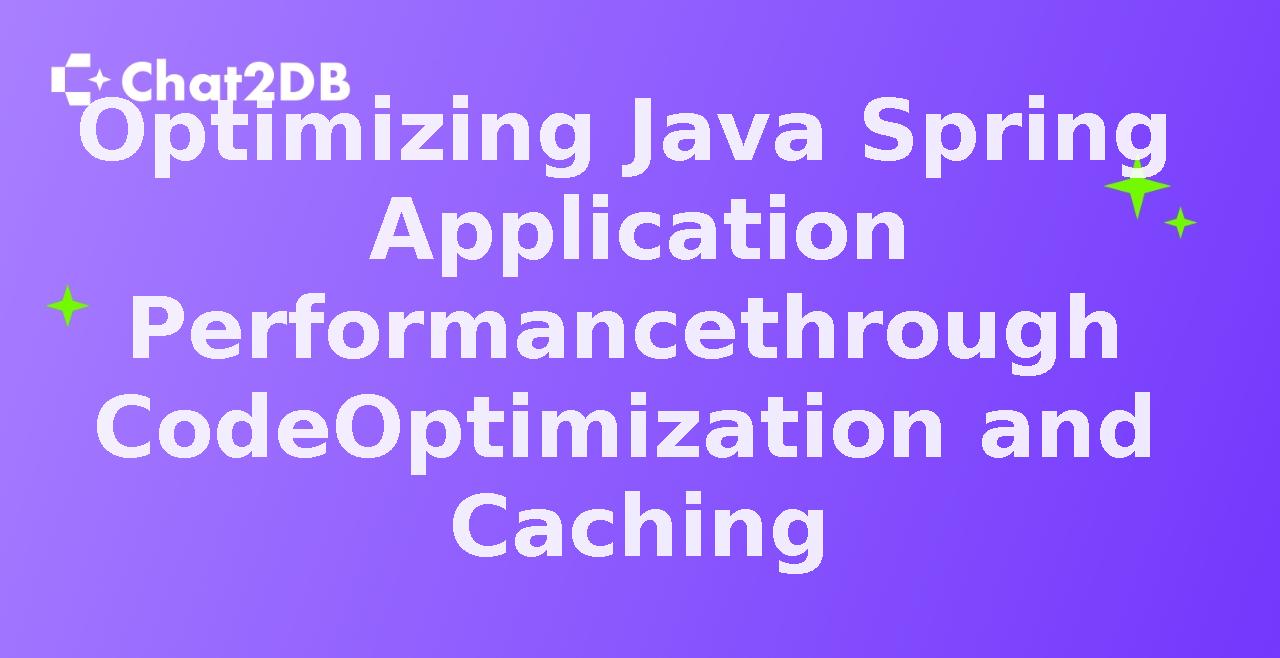 Chat2DB
Optimizing Java Spring
Application
Performancethrough
CodeOptimization and
Caching